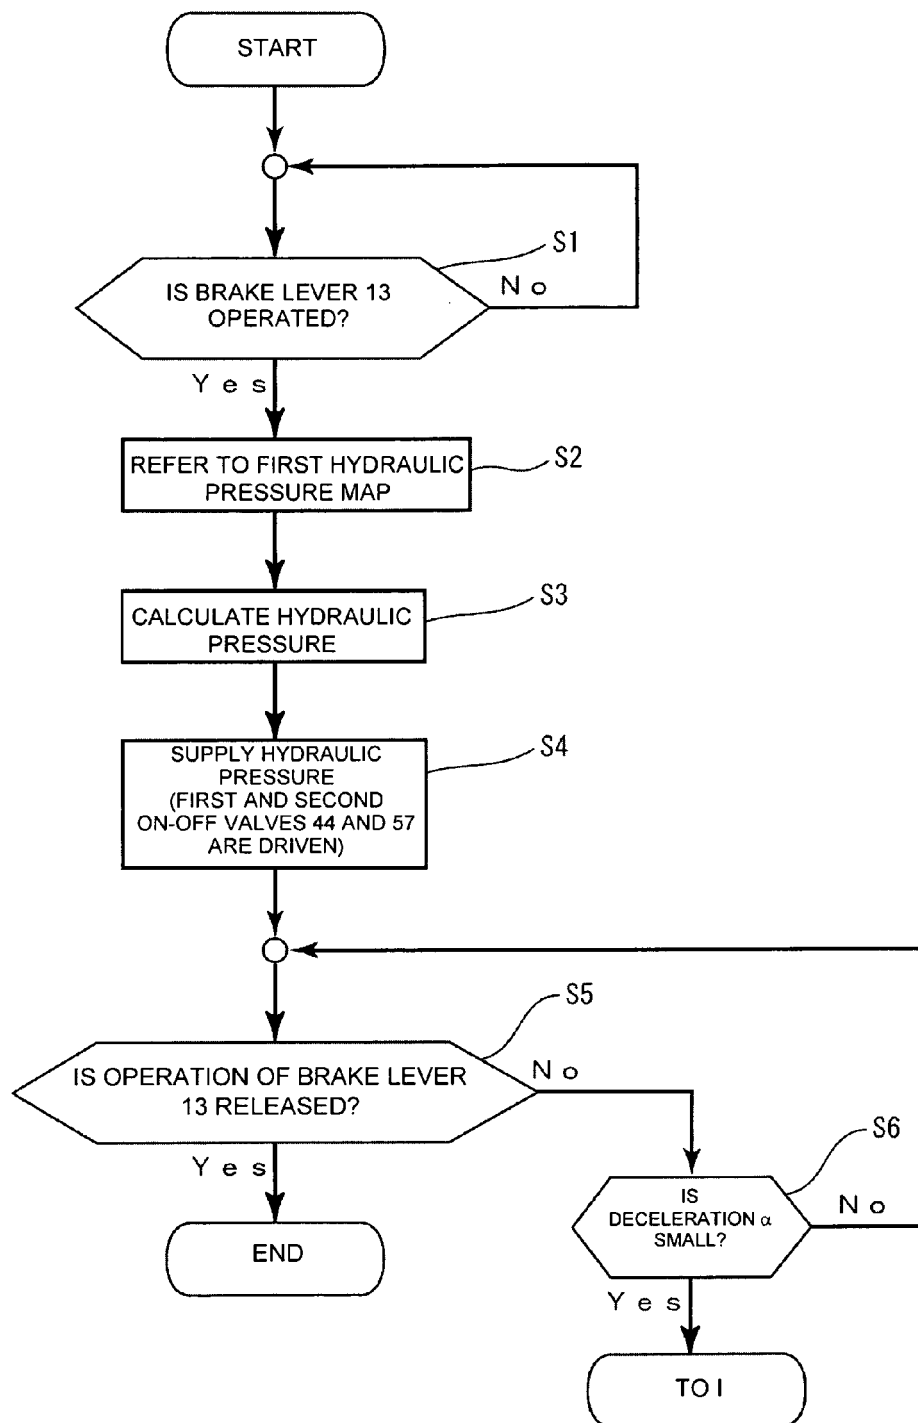 START
S1
IS BRAKE LEVER 13
OPERATED?
No
Yes
REFER TO FIRST HYDRAULIC
PRESSURE MAP
S2
CALCULATE HYDRAULIC
PRESSURE
S3
SUPPLY HYDRAULIC
PRESSURE
(FIRST AND SECOND
ON-OFF VALVES 44 AND 57
ARE DRIVEN)
S4
S5
IS OPERATION OF BRAKE LEVER
13 RELEASED?
No
Yes
END
S6
IS
DECELERATION α
SMALL?
No
Yes
TO I